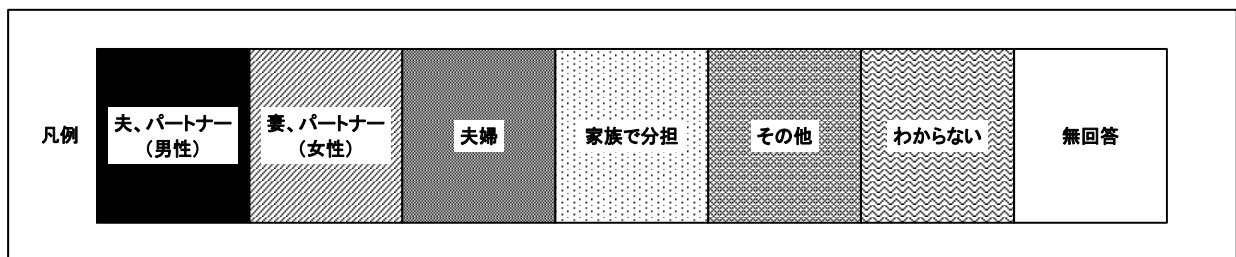 凡例
夫、パートナー
（男性）
妻、パートナー
（女性）
夫婦
家族で分担
その他
わからない
無回答